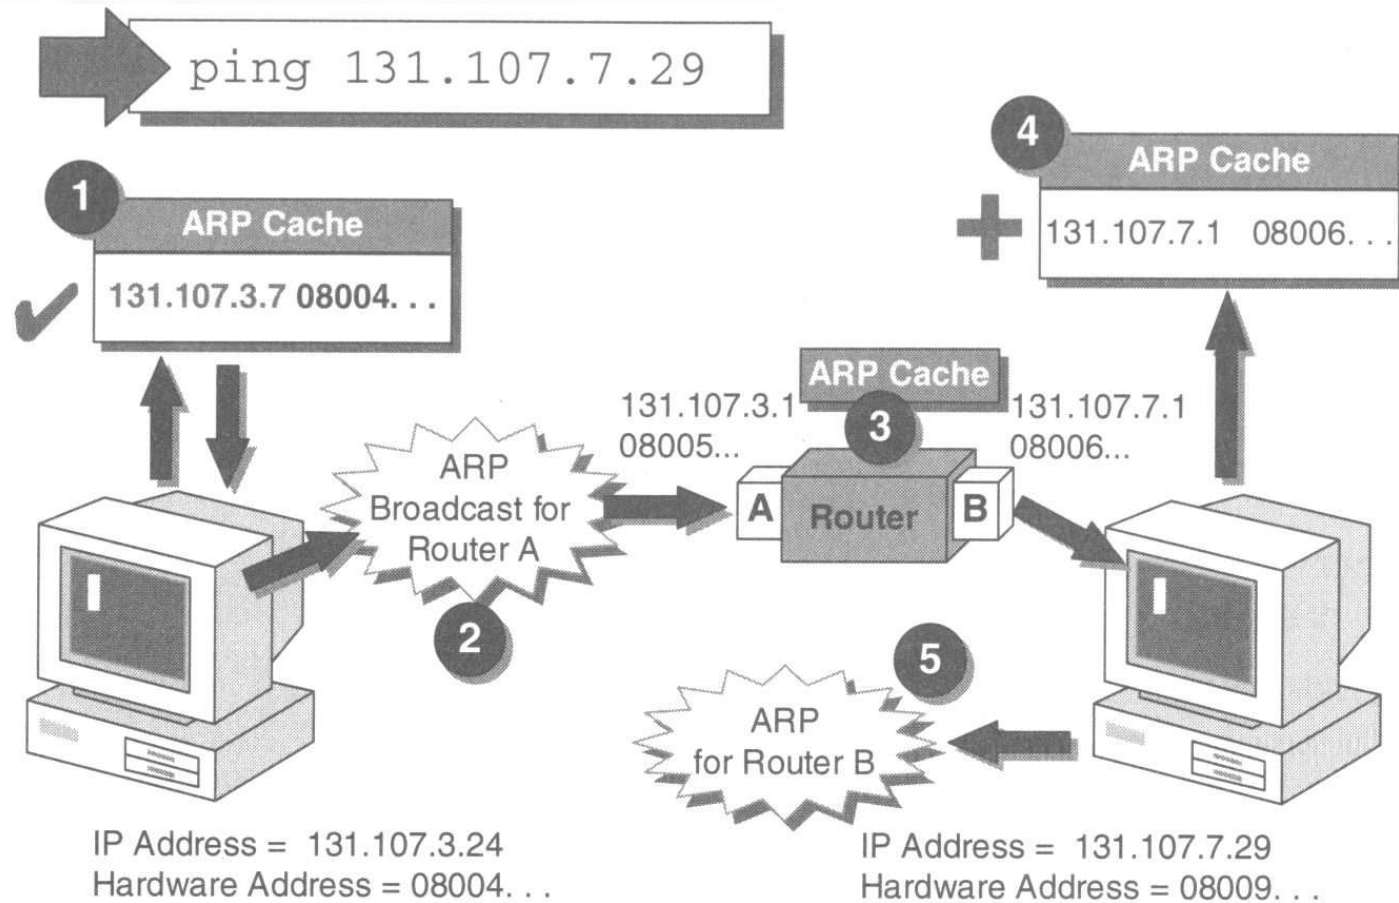 ping 131.107.7.29
1
ARP Cache
131.107.3.7 08004. . .
4
ARP Cache
131.107.7.1 08006. . .
ARP Cache
3
131.107.3.1
08005...
131.107.7.1
08006...
A
Router
B
ARP
Broadcast for
Router A
2
5
ARP
for Router B
IP Address = 131.107.3.24
Hardware Address = 08004. . .
IP Address = 131.107.7.29
Hardware Address = 08009. . .